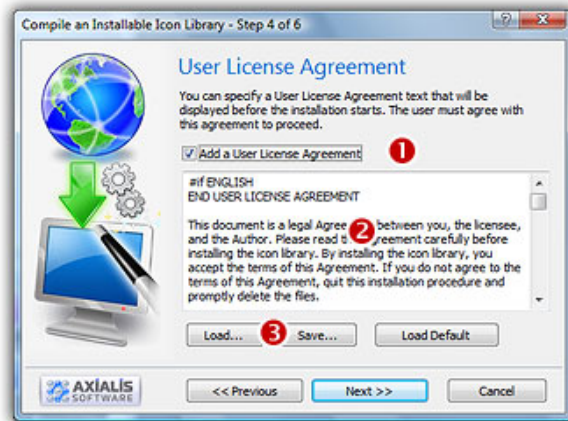 Compile an Installable Icon Library - Step 4 of 6
User License Agreement
You can specify a User License Agreement text that will be
displayed before the installation starts. The user must agree with
this agreement to proceed.
Add a User License Agreement
1
#if ENGLISH
END USER LICENSE AGREEMENT
This document is a legal Agree between you, the licensee,
2
and the Author. Please read t greement carefully before
installing the icon library. By installing the icon library, you
accept the terms of this Agreement. If you do not agree to the
terms of this Agreement, quit this installation procedure and
promptly delete the files.
Load...
3
Save...
Load Default
AXIALIS
SOFTWARE
<< Previous
Next >>
Cancel